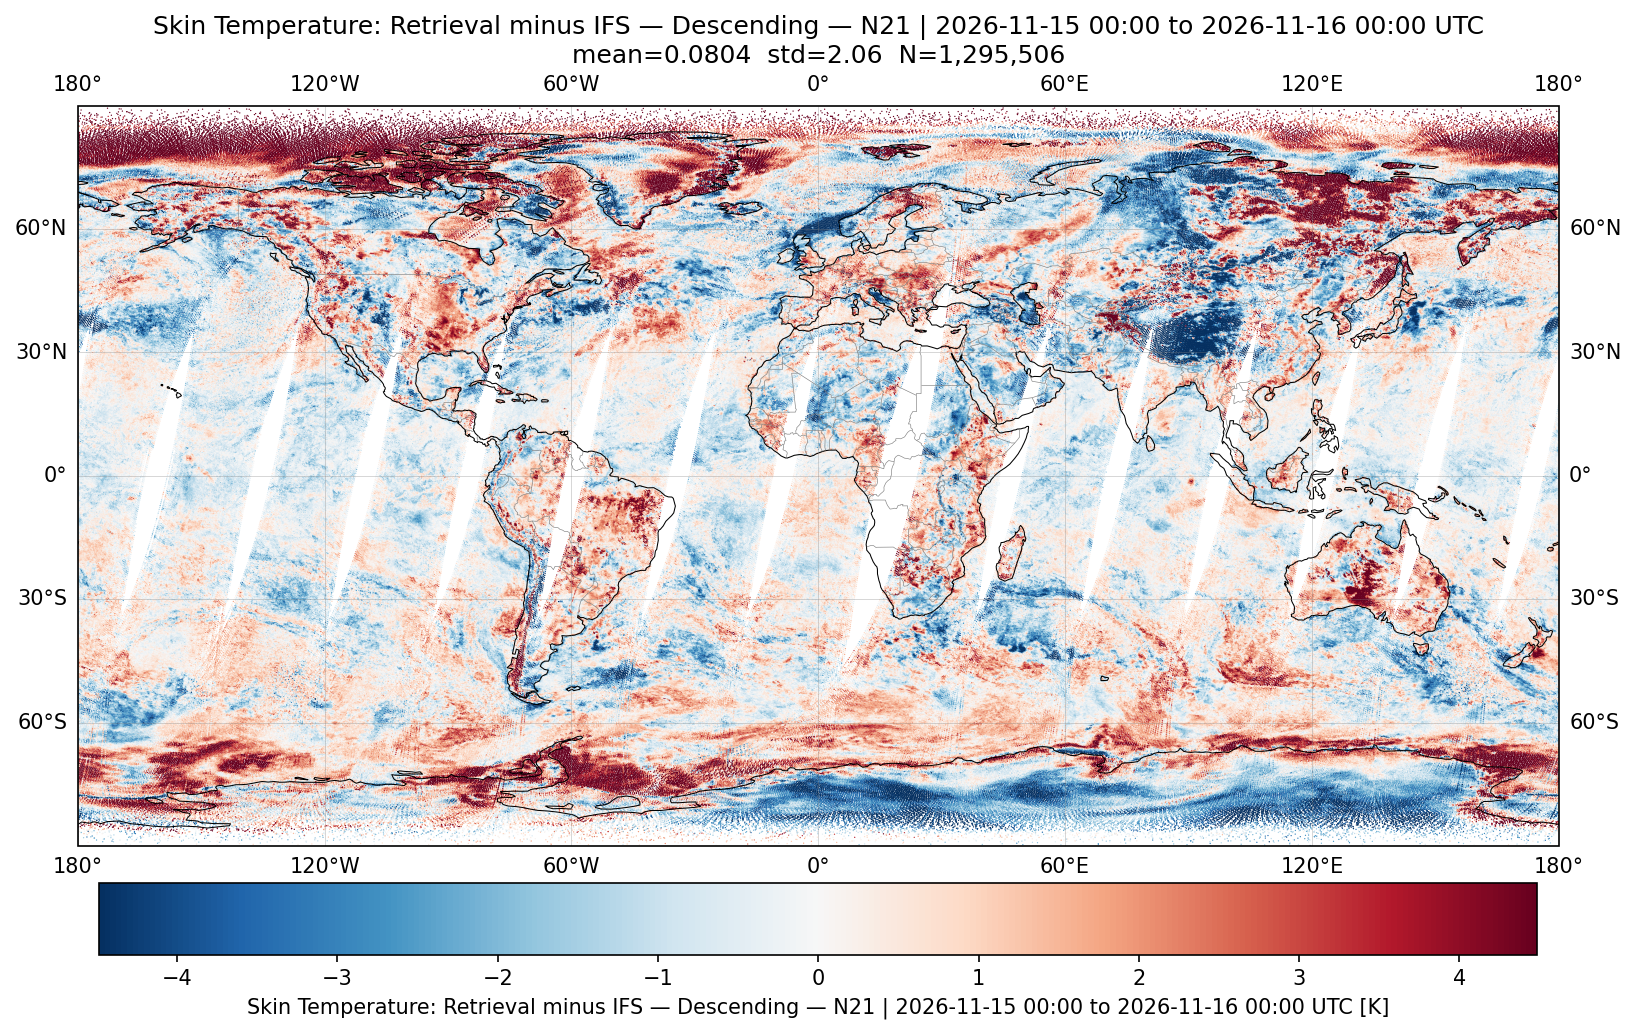 Skin Temperature: Retrieval minus IFS — Descending — N21 | 2026-11-15 00:00 to 2026-11-16 00:00 UTC
mean=0.0804  std=2.06  N=1,295,506
180° 120°W 60°W 0° 60°E 120°E 180°
60°N 60°N
30°N 30°N
0° 0°
30°S 30°S
60°S 60°S
180° 120°W 60°W 0° 60°E 120°E 180°
−4 −3 −2 −1 0 1 2 3 4
Skin Temperature: Retrieval minus IFS — Descending — N21 | 2026-11-15 00:00 to 2026-11-16 00:00 UTC [K]